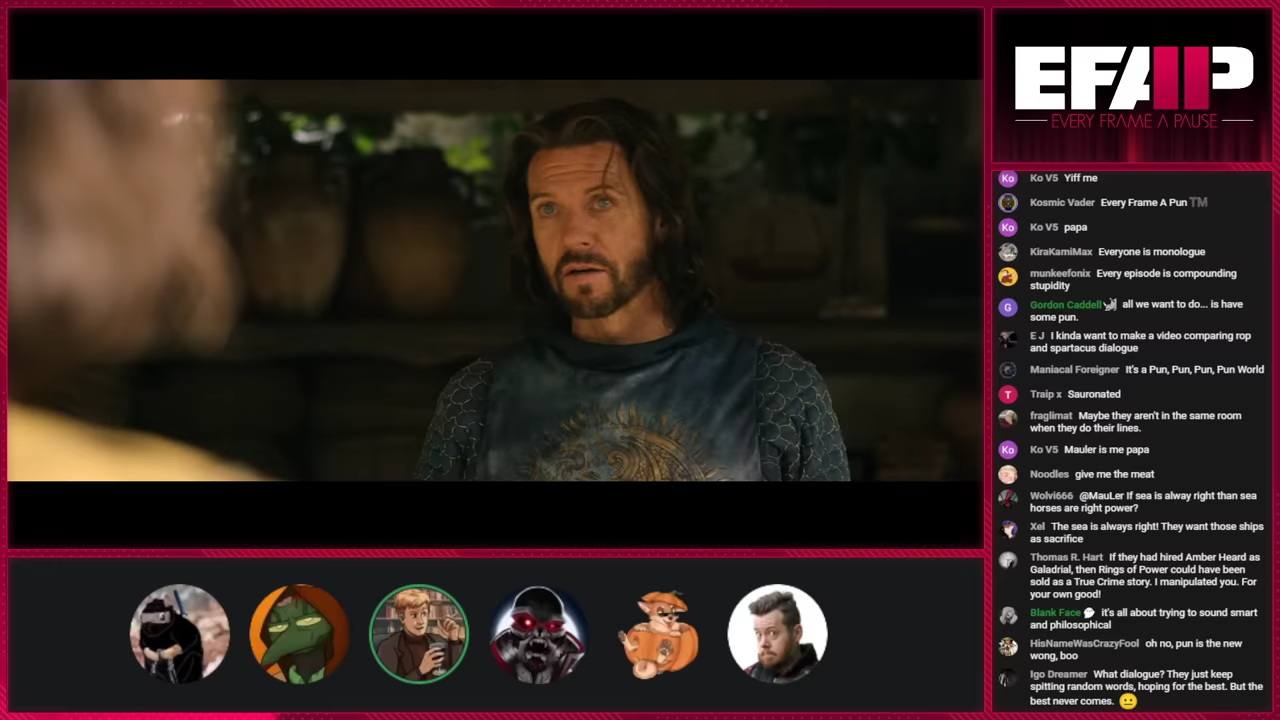 EFAP
EVERY FRAME A PAUSE
Ko Ko V5 Yiff me
Kosmic Vader Every Frame A Pun TM
Ko Ko V5 papa
KiraKamiMax Everyone is monologue
munkeefonix Every episode is compounding
stupidity
G Gordon Caddell all we want to do... is have
some pun.
E J I kinda want to make a video comparing rop
and spartacus dialogue
Maniacal Foreigner It's a Pun, Pun, Pun, Pun World
T Traip x Sauronated
fraglimat Maybe they aren't in the same room
when they do their lines.
Ko Ko V5 Mauler is me papa
Noodles give me the meat
Wolvi666 @MauLer If sea is alway right than sea
horses are right power?
Xel The sea is always right! They want those ships
as sacrifice
Thomas R. Hart If they had hired Amber Heard as
Galadrial, then Rings of Power could have been
sold as a True Crime story. I manipulated you. For
your own good!
Blank Face it's all about trying to sound smart
and philosophical
HisNameWasCrazyFool oh no, pun is the new
wong, boo
Igo Dreamer What dialogue? They just keep
spitting random words, hoping for the best. But the
best never comes. 😐